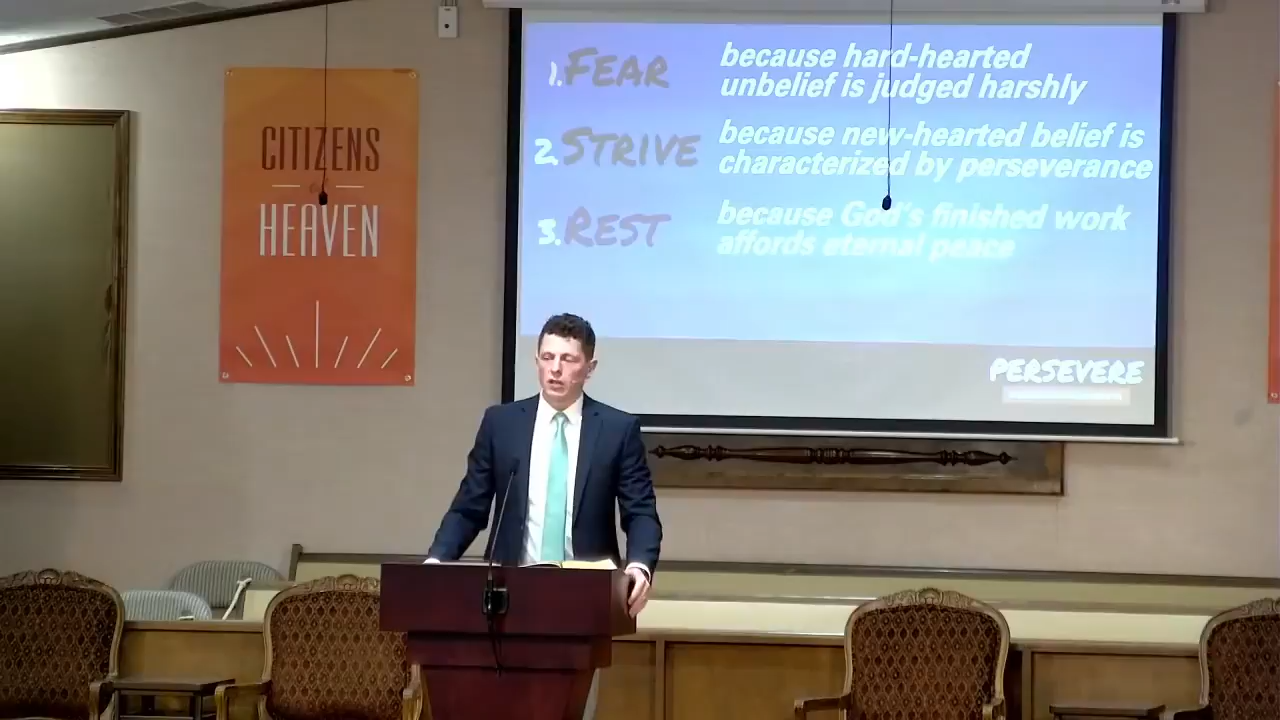 CITIZENS
HEAVEN
1. FEAR because hard-hearted
unbelief is judged harshly
2. STRIVE because new-hearted belief is
characterized by perseverance
3. REST because God's finished work
affords eternal peace
PERSEVERE